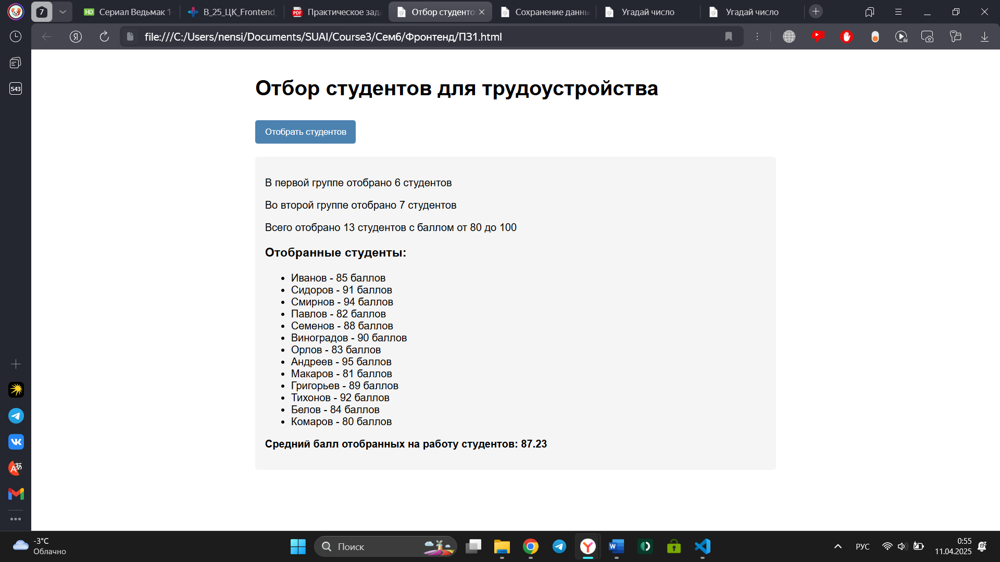 7
HD Сериал Ведьмак 1
В_25_ЦК_Frontend_
PDF Практическое зада
Отбор студенто
Сохранение данны
Угадай число
Угадай число
Я
file:///C:/Users/nensi/Documents/SUAI/Course3/Сем6/Фронтенд/ПЗ1.html
543
Отбор студентов для трудоустройства
Отобрать студентов
В первой группе отобрано 6 студентов
Во второй группе отобрано 7 студентов
Всего отобрано 13 студентов с баллом от 80 до 100
Отобранные студенты:
• Иванов - 85 баллов
• Сидоров - 91 баллов
• Смирнов - 94 баллов
• Павлов - 82 баллов
• Семенов - 88 баллов
• Виноградов - 90 баллов
• Орлов - 83 баллов
• Андреев - 95 баллов
• Макаров - 81 баллов
• Григорьев - 89 баллов
• Тихонов - 92 баллов
• Белов - 84 баллов
• Комаров - 80 баллов
Средний балл отобранных на работу студентов: 87.23
-3°C
Облачно
Поиск
РУС
0:55
11.04.2025